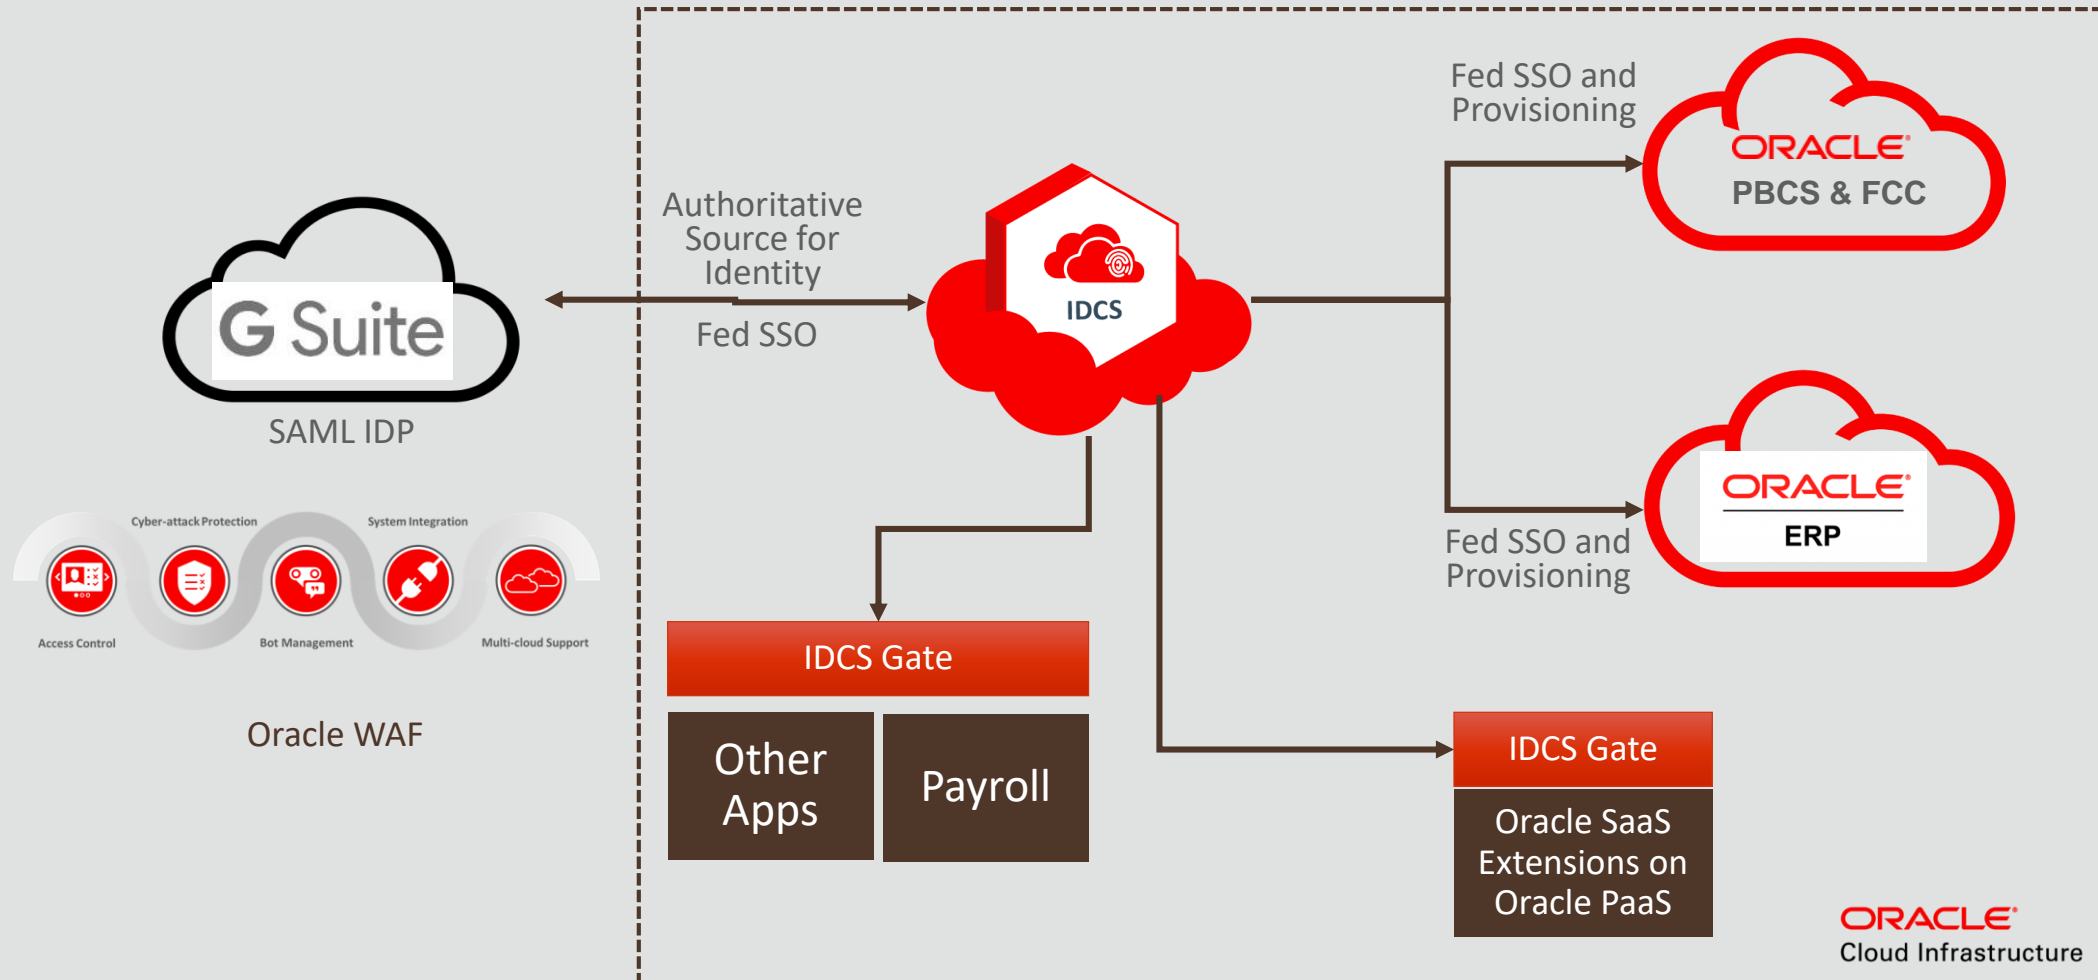 G Suite
SAML IDP
Cyber-attack Protection
System Integration
Access Control
Bot Management
Multi-cloud Support
Oracle WAF
Authoritative
Source for
Identity
Fed SSO
IDCS
Fed SSO and
Provisioning
ORACLE®
PBCS & FCC
ORACLE®
ERP
Fed SSO and
Provisioning
IDCS Gate
Other
Apps
Payroll
IDCS Gate
Oracle SaaS
Extensions on
Oracle PaaS
ORACLE®
Cloud Infrastructure